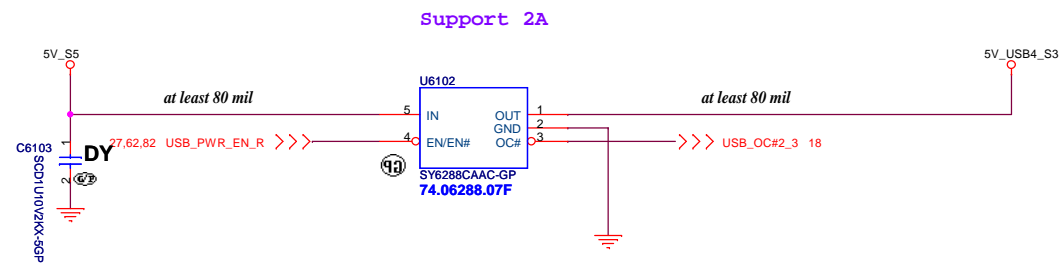 Support 2A
5V_S5
5V_USB4_S3
U6102
at least 80 mil
at least 80 mil
5 IN OUT 1
GND 2
27,62,82 USB_PWR_EN_R 4 EN/EN# OC# 3 USB_OC#2_3 18
C6103 1 DY
2 GP
SCD1U10V2KX-5GP
GP
SY6288CAAC-GP
74.06288.07F